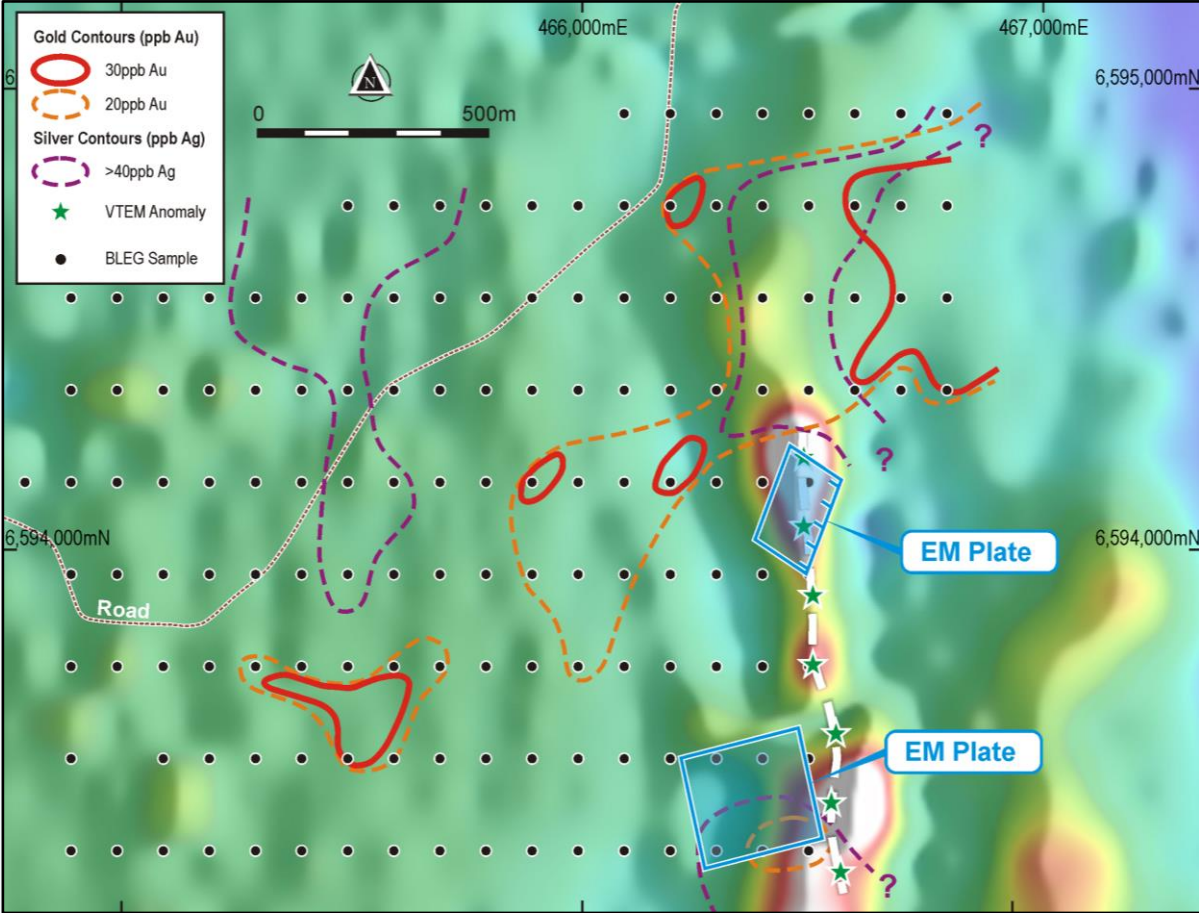 466,000mE
467,000mE
Gold Contours (ppb Au)
30ppb Au
20ppb Au
Silver Contours (ppb Ag)
>40ppb Ag
VTEM Anomaly
BLEG Sample
6
N
0
500m
6,595,000mN
?
?
6,594,000mN
6,594,000mN
EM Plate
Road
EM Plate
?